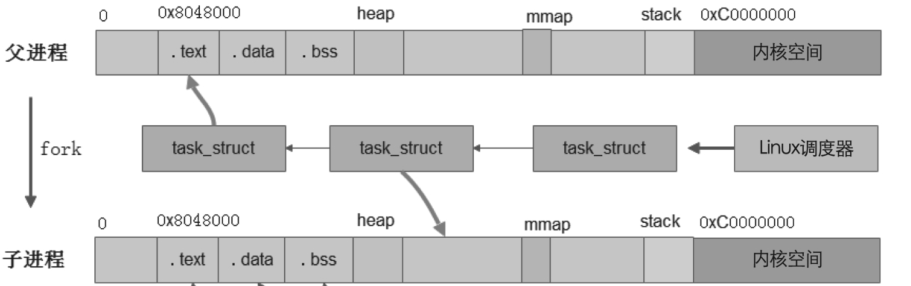 0 0x8048000 heap mmap stack 0xC0000000
父进程 .text .data .bss 内核空间
fork task_struct task_struct task_struct Linux调度器
0 0x8048000 heap mmap stack 0xC0000000
子进程 .text .data .bss 内核空间